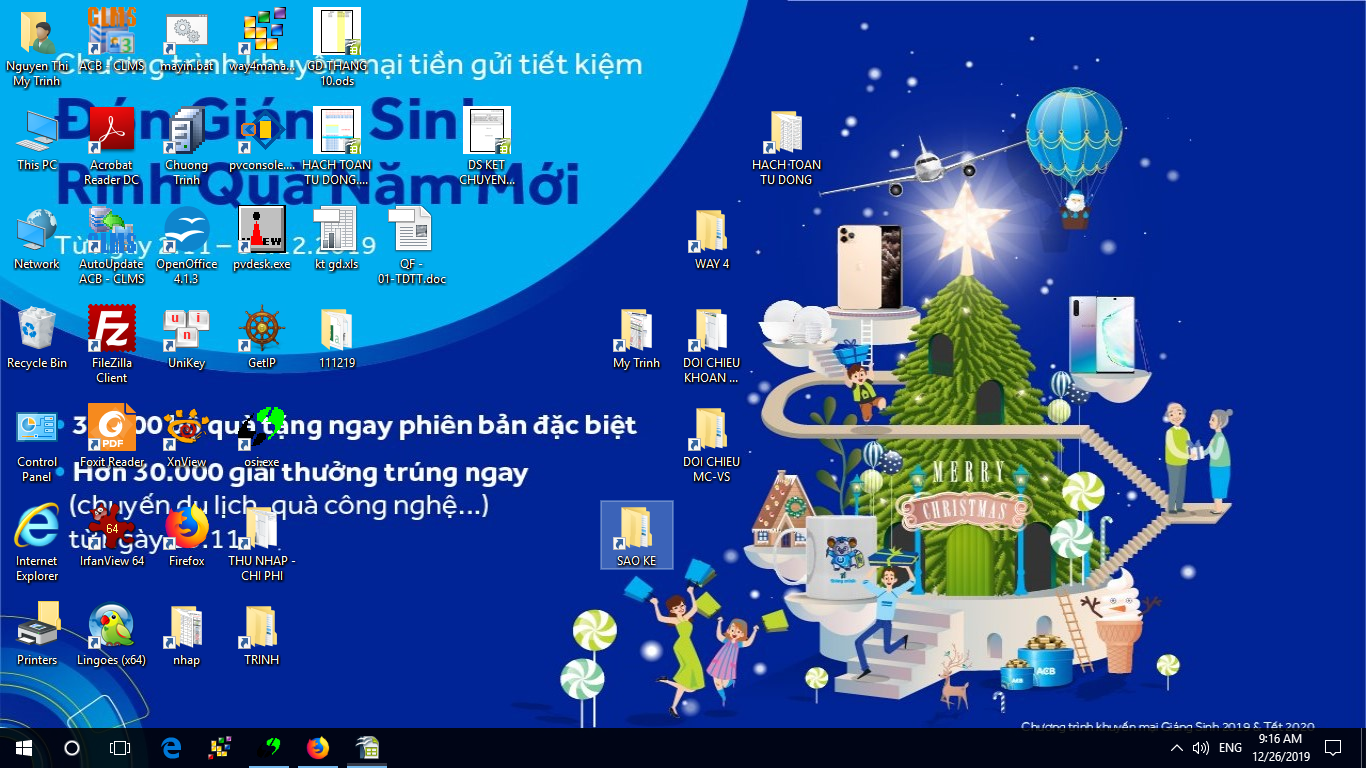 Chương trình khuyến mại tiền gửi tiết kiệm
Đón Giáng Sinh
Rinh Quà Năm Mới
Từ ngày
2.2019
quà tặng ngay phiên bản đặc biệt
Hơn 30.000 giải thưởng trúng ngay
(chuyến du lịch, quà công nghệ...)
từ ngày
.11
Nguyen Thi
My Trinh
ACB - CLMS
mayin.bat
way4mana...
GD THANG
10.ods
This PC
Acrobat
Reader DC
Chuong
Trinh
pvconsole....
HACH TOAN
TU DONG....
DS KET
CHUYEN...
HACH TOAN
TU DONG
Network
AutoUpdate
ACB - CLMS
OpenOffice
4.1.3
pvdesk.exe
kt gd.xls
QF -
01-TDTT.doc
WAY 4
Recycle Bin
FileZilla
Client
UniKey
GetIP
111219
My Trinh
DOI CHIEU
KHOAN ...
Control
Panel
Foxit Reader
XnView
osi.exe
DOI CHIEU
MC-VS
Internet
Explorer
IrfanView 64
Firefox
THU NHAP -
CHI PHI
SAO KE
Printers
Lingoes (x64)
nhap
TRINH
CLMS
CLMS
Fz
u i
n
PDF
64
MERRY
CHRISTMAS
ACB
ACB
Chương trình khuyến mại Giáng Sinh 2019 & Tết 2020
ENG
9:16 AM
12/26/2019